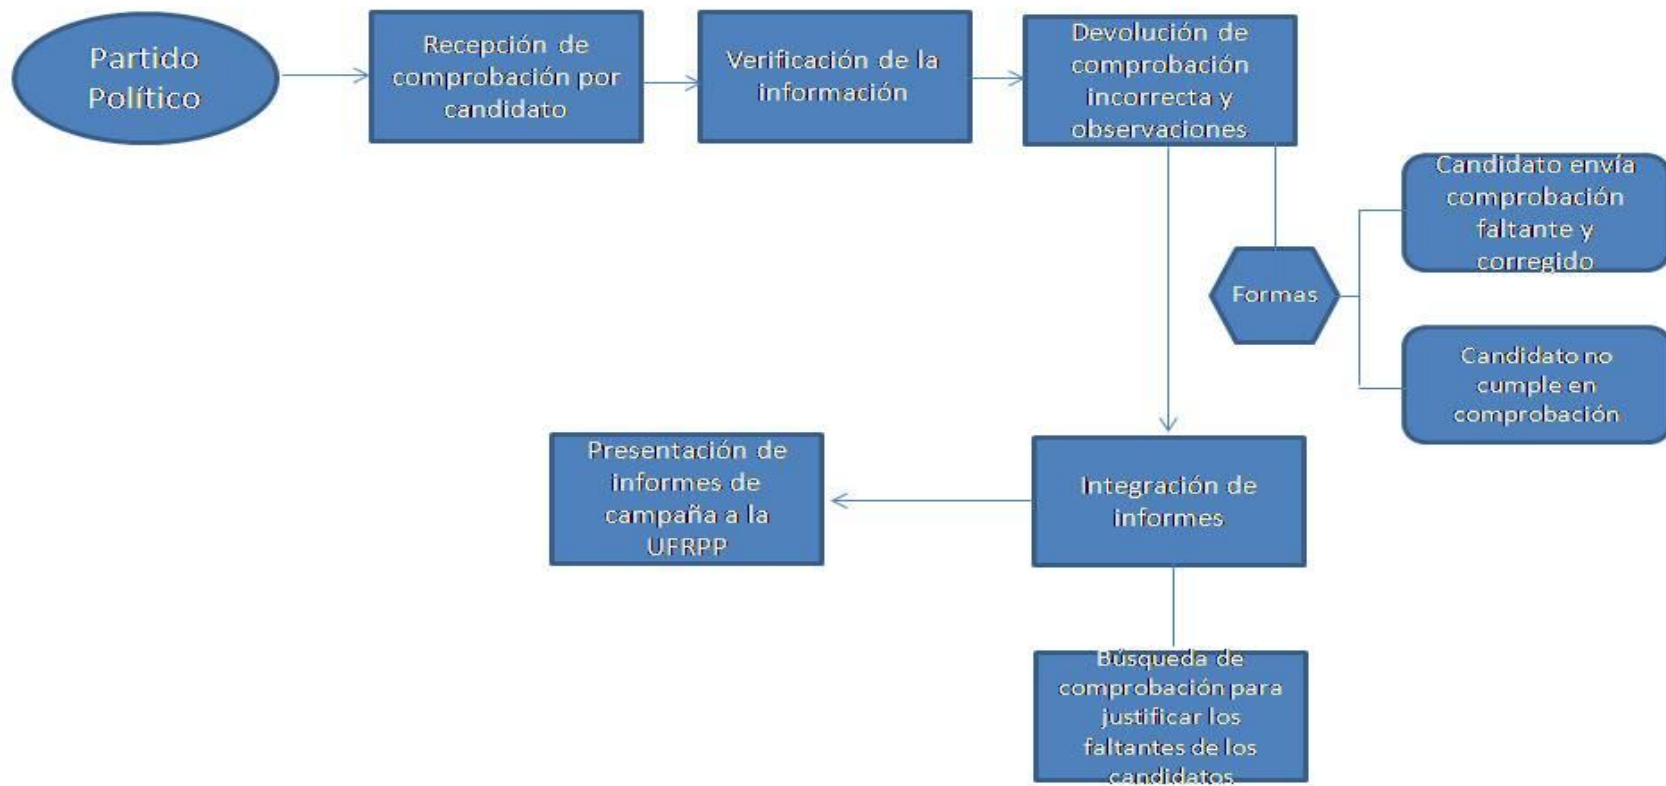 Partido
Político
Recepción de
comprobación por
candidato
Verificación de la
información
Devolución de
comprobación
incorrecta y
observaciones
Candidato envía
comprobación
faltante y
corregido
Formas
Candidato no
cumple en
comprobación
Presentación de
informes de
campaña a la
UFRPP
Integración de
informes
Búsqueda de
comprobación para
justificar los
faltantes de los
candidatos